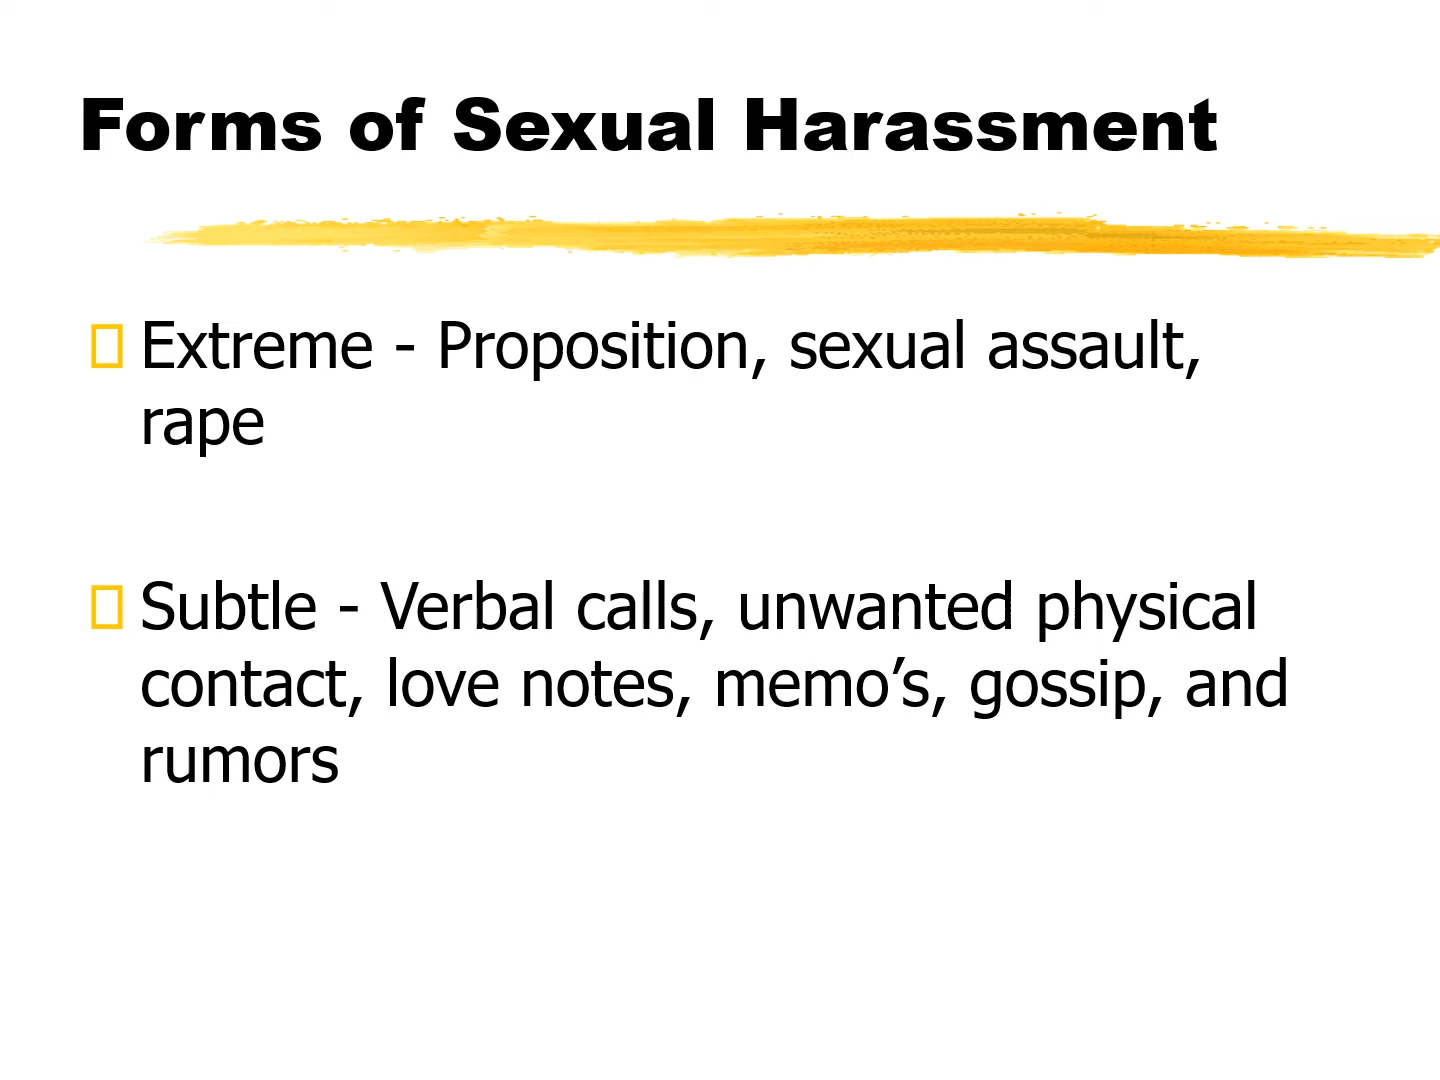 Forms of Sexual Harassment
Extreme - Proposition, sexual assault,
rape
Subtle - Verbal calls, unwanted physical
contact, love notes, memo’s, gossip, and
rumors